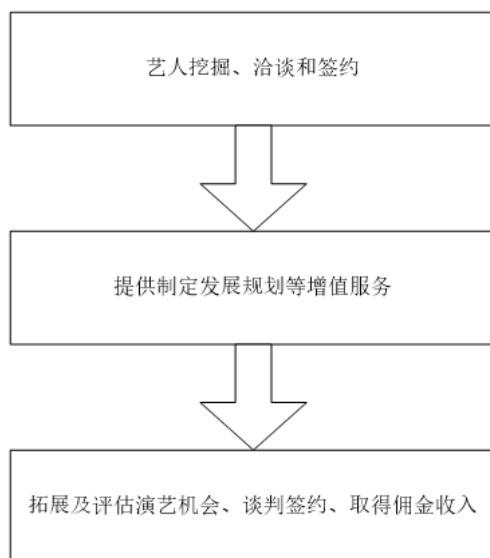 艺人挖掘、洽谈和签约
提供制定发展规划等增值服务
拓展及评估演艺机会、谈判签约、取得佣金收入